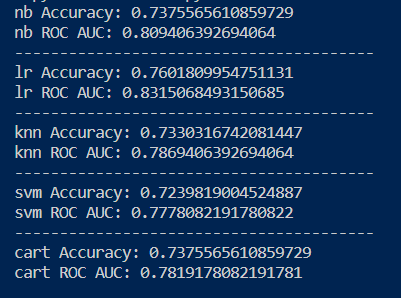 nb Accuracy: 0.7375565610859729
nb ROC AUC: 0.809406392694064
------------------------------------
lr Accuracy: 0.7601809954751131
lr ROC AUC: 0.8315068493150685
------------------------------------
knn Accuracy: 0.7330316742081447
knn ROC AUC: 0.7869406392694064
------------------------------------
svm Accuracy: 0.7239819004524887
svm ROC AUC: 0.7778082191780822
------------------------------------
cart Accuracy: 0.7375565610859729
cart ROC AUC: 0.7819178082191781